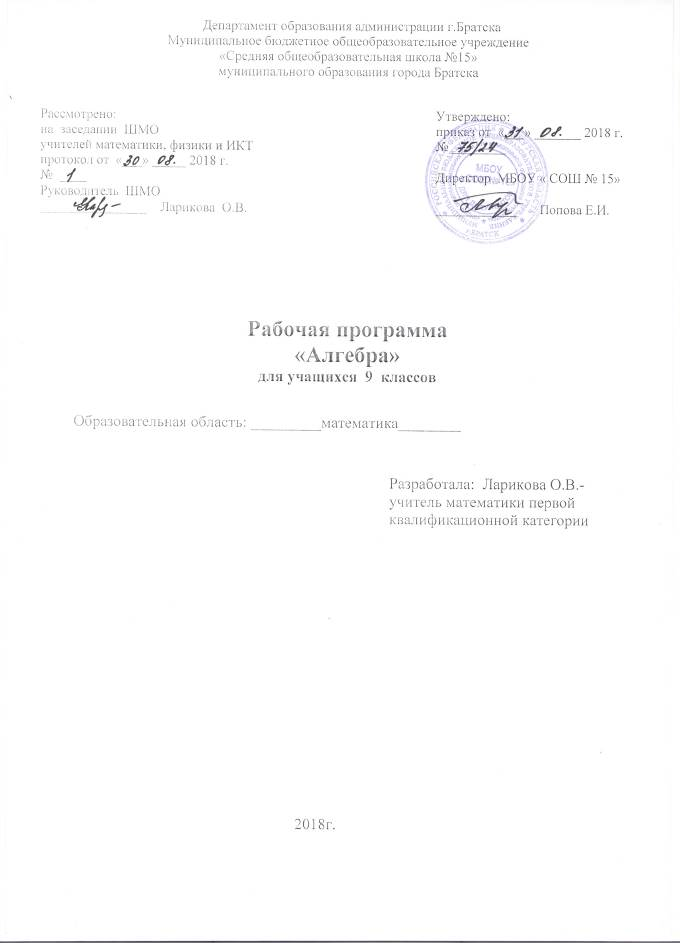 Департамент образования администрации г.Братска
Муниципальное бюджетное общеобразовательное учреждение
«Средняя общеобразовательная школа №15»
муниципального образования города Братска
Рассмотрено:
на заседании ШМО
учителей математики, физики и ИКТ
протокол от «30» 08. 2018 г.
№ 1
Руководитель ШМО
Ларикова О.В.
Утверждено:
приказ от «31» 08. 2018 г.
№ 75/24
Директор МБОУ « СОШ № 15»
Попова Е.И.
МБОУ
Г.БРАТСК
Рабочая программа
«Алгебра»
для учащихся 9 классов
Образовательная область: _________математика________
Разработала: Ларикова О.В.-
учитель математики первой
квалификационной категории
2018г.